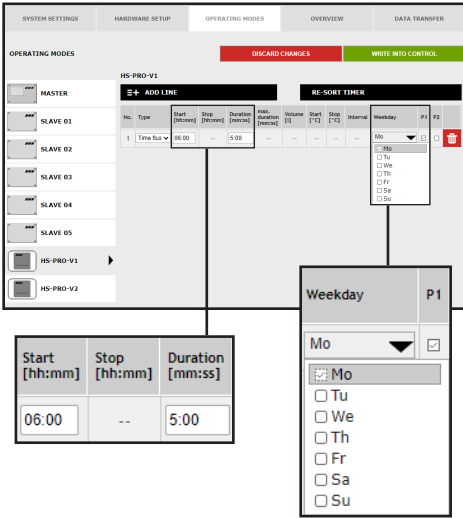 SYSTEM SETTINGS HARDWARE SETUP OPERATING MODES OVERVIEW DATA TRANSFER
OPERATING MODES DISCARD CHANGES WRITE INTO CONTROL
HS-PRO-V1
ADD LINE RE-SORT TIMER
MASTER
SLAVE 01
SLAVE 02
SLAVE 03
SLAVE 04
SLAVE 05
HS-PRO-V1
HS-PRO-V2
No. Type Start [hh:mm] Stop [hh:mm] Duration [mm:ss] max. duration [mm:ss] Volume [l] Start [°C] Stop [°C] Interval Weekday P1 P2
1 Time flus 06:00 -- 5:00 -- -- -- -- -- Mo
Mo
Tu
We
Th
Fr
Sa
Su
Start [hh:mm] Stop [hh:mm] Duration [mm:ss]
06:00 -- 5:00
Weekday P1
Mo
Mo
Tu
We
Th
Fr
Sa
Su